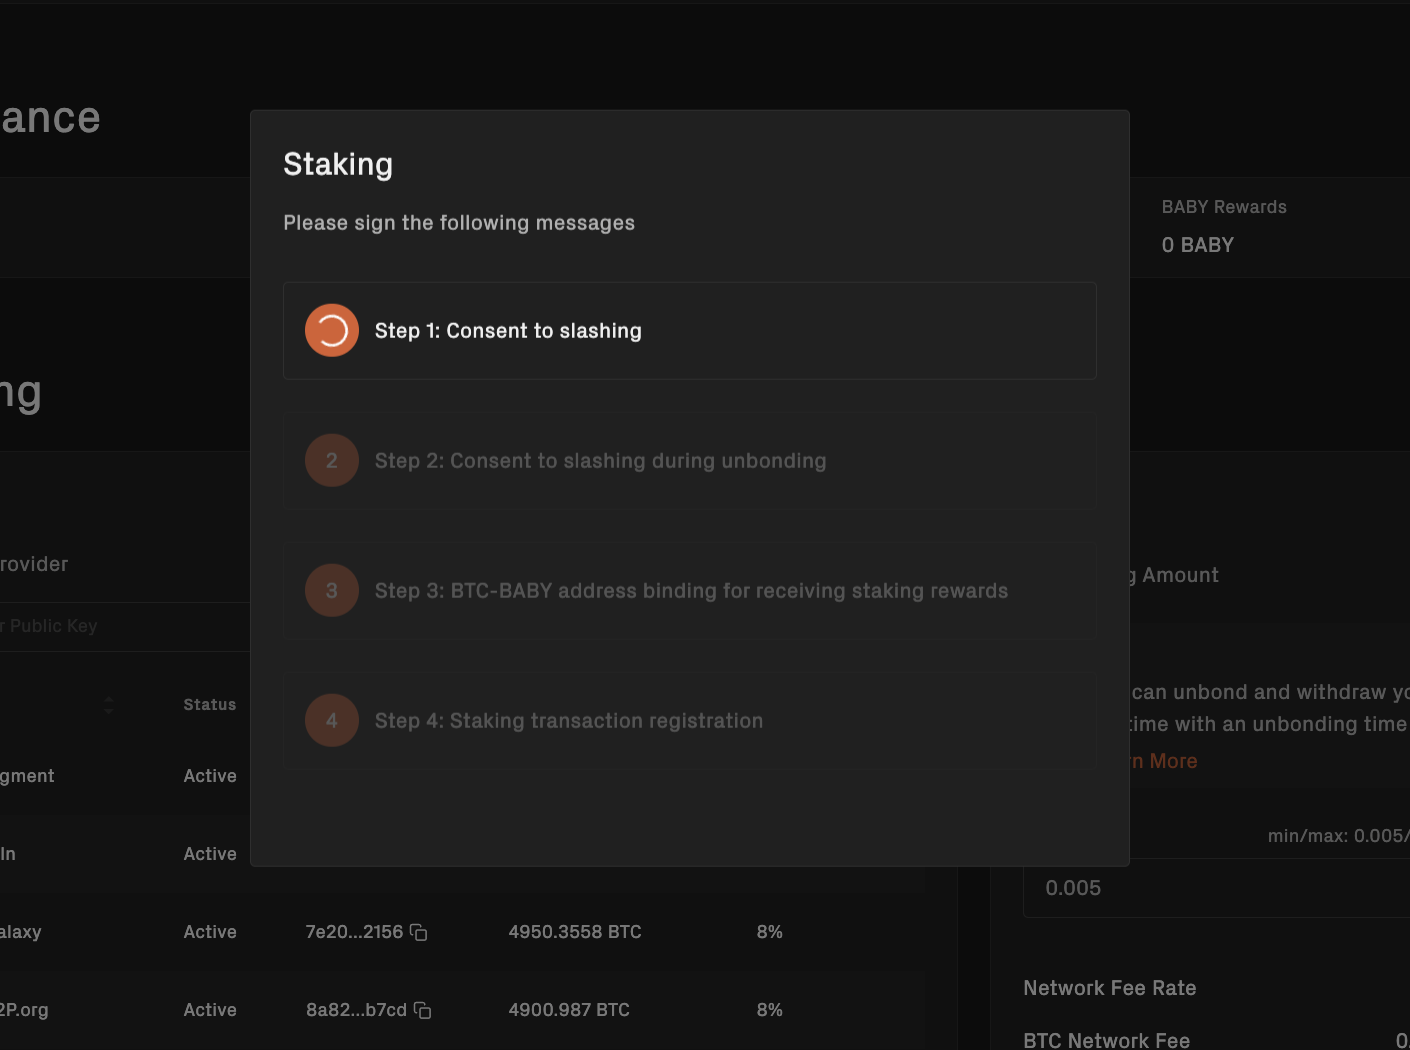 ance
Staking
Please sign the following messages
BABY Rewards
0 BABY
Step 1: Consent to slashing
ng
2
Step 2: Consent to slashing during unbonding
rovider
g Amount
3
Step 3: BTC-BABY address binding for receiving staking rewards
r Public Key
Status
can unbond and withdraw yo
4
Step 4: Staking transaction registration
time with an unbonding time
n More
gment
Active
min/max: 0.005/
In
Active
0.005
alaxy
Active
7e20...2156
4950.3558 BTC
8%
Network Fee Rate
2P.org
Active
8a82...b7cd
4900.987 BTC
8%
BTC Network Fee
0.